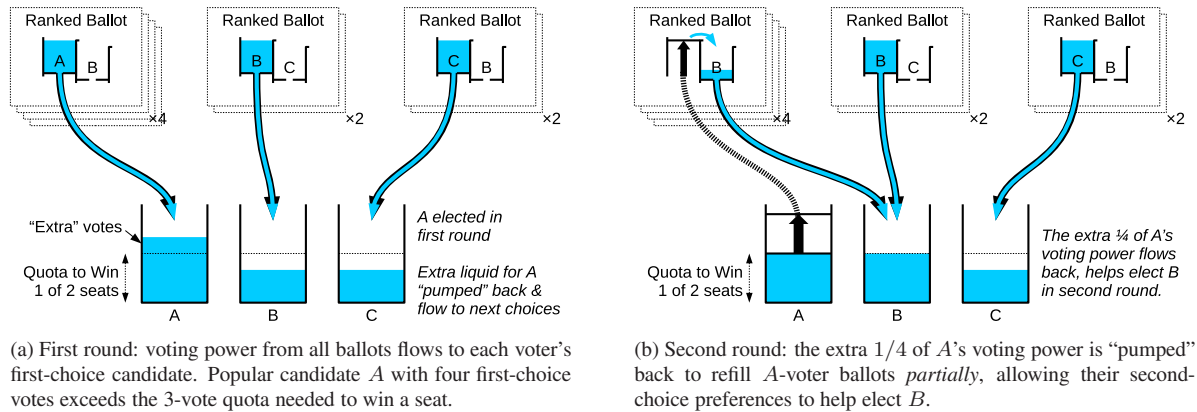 Ranked Ballot
A
B
×4
Ranked Ballot
B
C
×2
Ranked Ballot
C
B
×2
“Extra” votes
Quota to Win
1 of 2 seats
A
B
C
A elected in
first round
Extra liquid for A
“pumped” back &
flow to next choices
(a) First round: voting power from all ballots flows to each voter’s
first-choice candidate. Popular candidate A with four first-choice
votes exceeds the 3-vote quota needed to win a seat.
Ranked Ballot
B
×4
Ranked Ballot
B
C
×2
Ranked Ballot
C
B
×2
Quota to Win
1 of 2 seats
A
B
C
The extra ¼ of A’s
voting power flows
back, helps elect B
in second round.
(b) Second round: the extra 1/4 of A’s voting power is “pumped”
back to refill A-voter ballots partially, allowing their second-
choice preferences to help elect B.